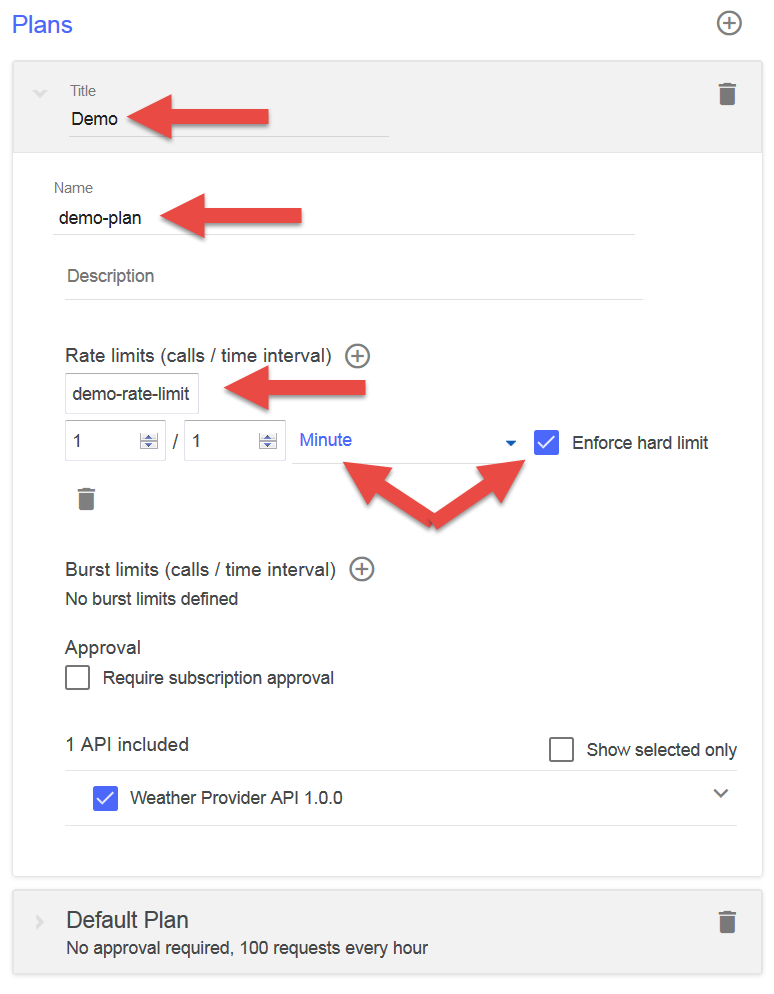 Plans
Title
Demo
Name
demo-plan
Description
Rate limits (calls / time interval)
demo-rate-limit
1 / 1 Minute Enforce hard limit
Burst limits (calls / time interval)
No burst limits defined
Approval
Require subscription approval
1 API included Show selected only
Weather Provider API 1.0.0
Default Plan
No approval required, 100 requests every hour